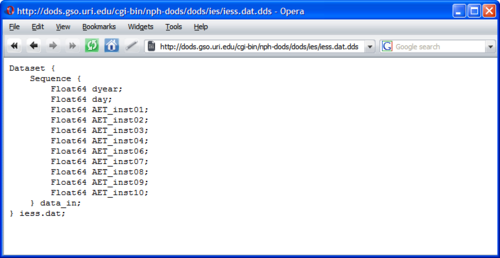 http://dods.gso.uri.edu/cgi-bin/nph-dods/dods/ies/iess.dat.dds - Opera
File Edit View Bookmarks Widgets Tools Help
http://dods.gso.uri.edu/cgi-bin/nph-dods/dods/ies/iess.dat.dds G Google search
Dataset {
Sequence {
Float64 dyear;
Float64 day;
Float64 AET_inst01;
Float64 AET_inst02;
Float64 AET_inst03;
Float64 AET_inst04;
Float64 AET_inst06;
Float64 AET_inst07;
Float64 AET_inst08;
Float64 AET_inst09;
Float64 AET_inst10;
} data_in;
} iess.dat;